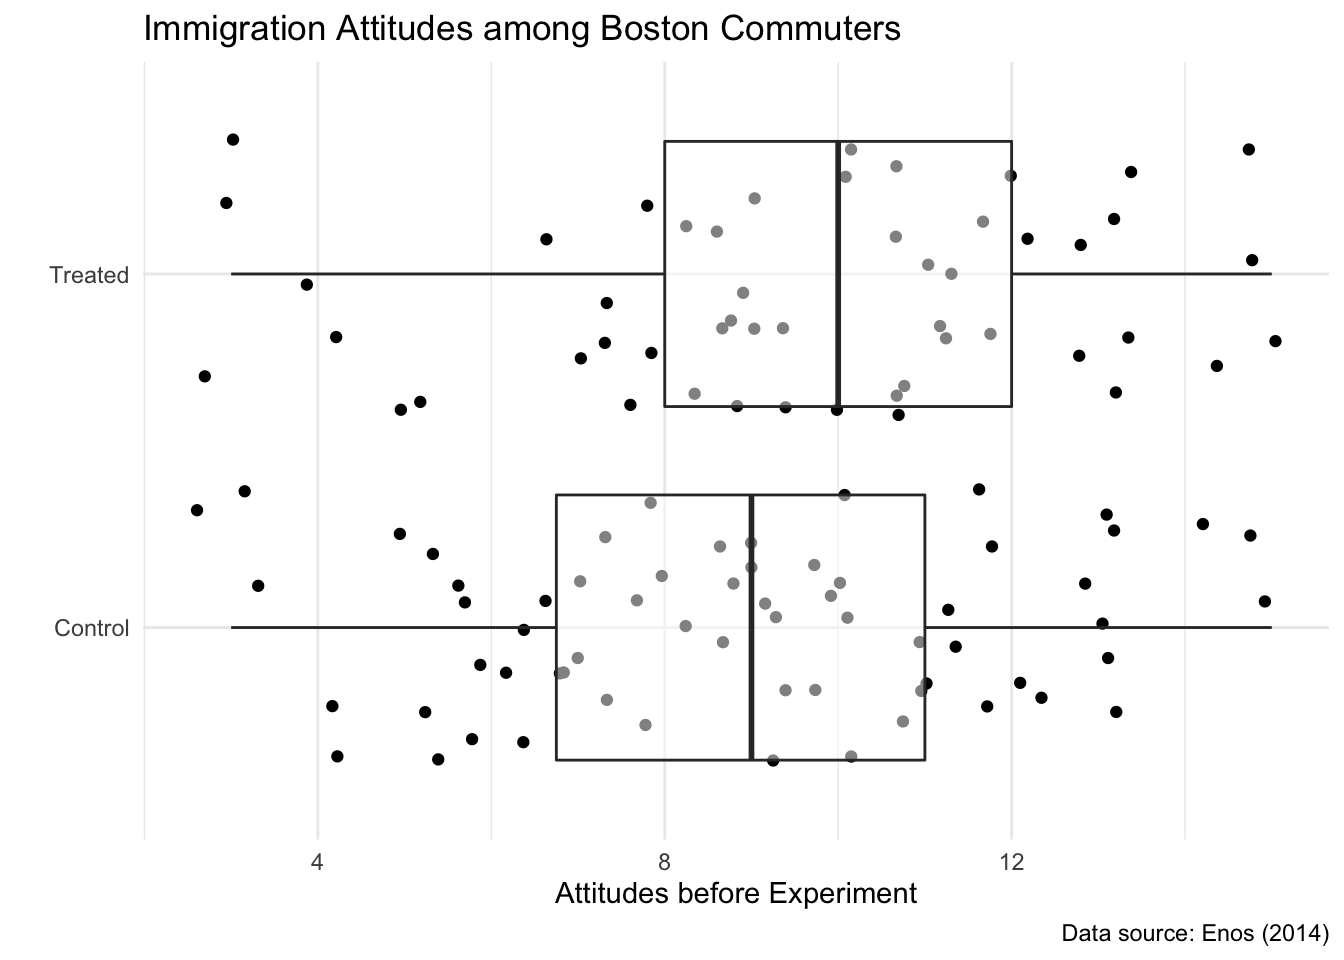 Immigration Attitudes among Boston Commuters
Treated
Control
4
8
12
Attitudes before Experiment
Data source: Enos (2014)